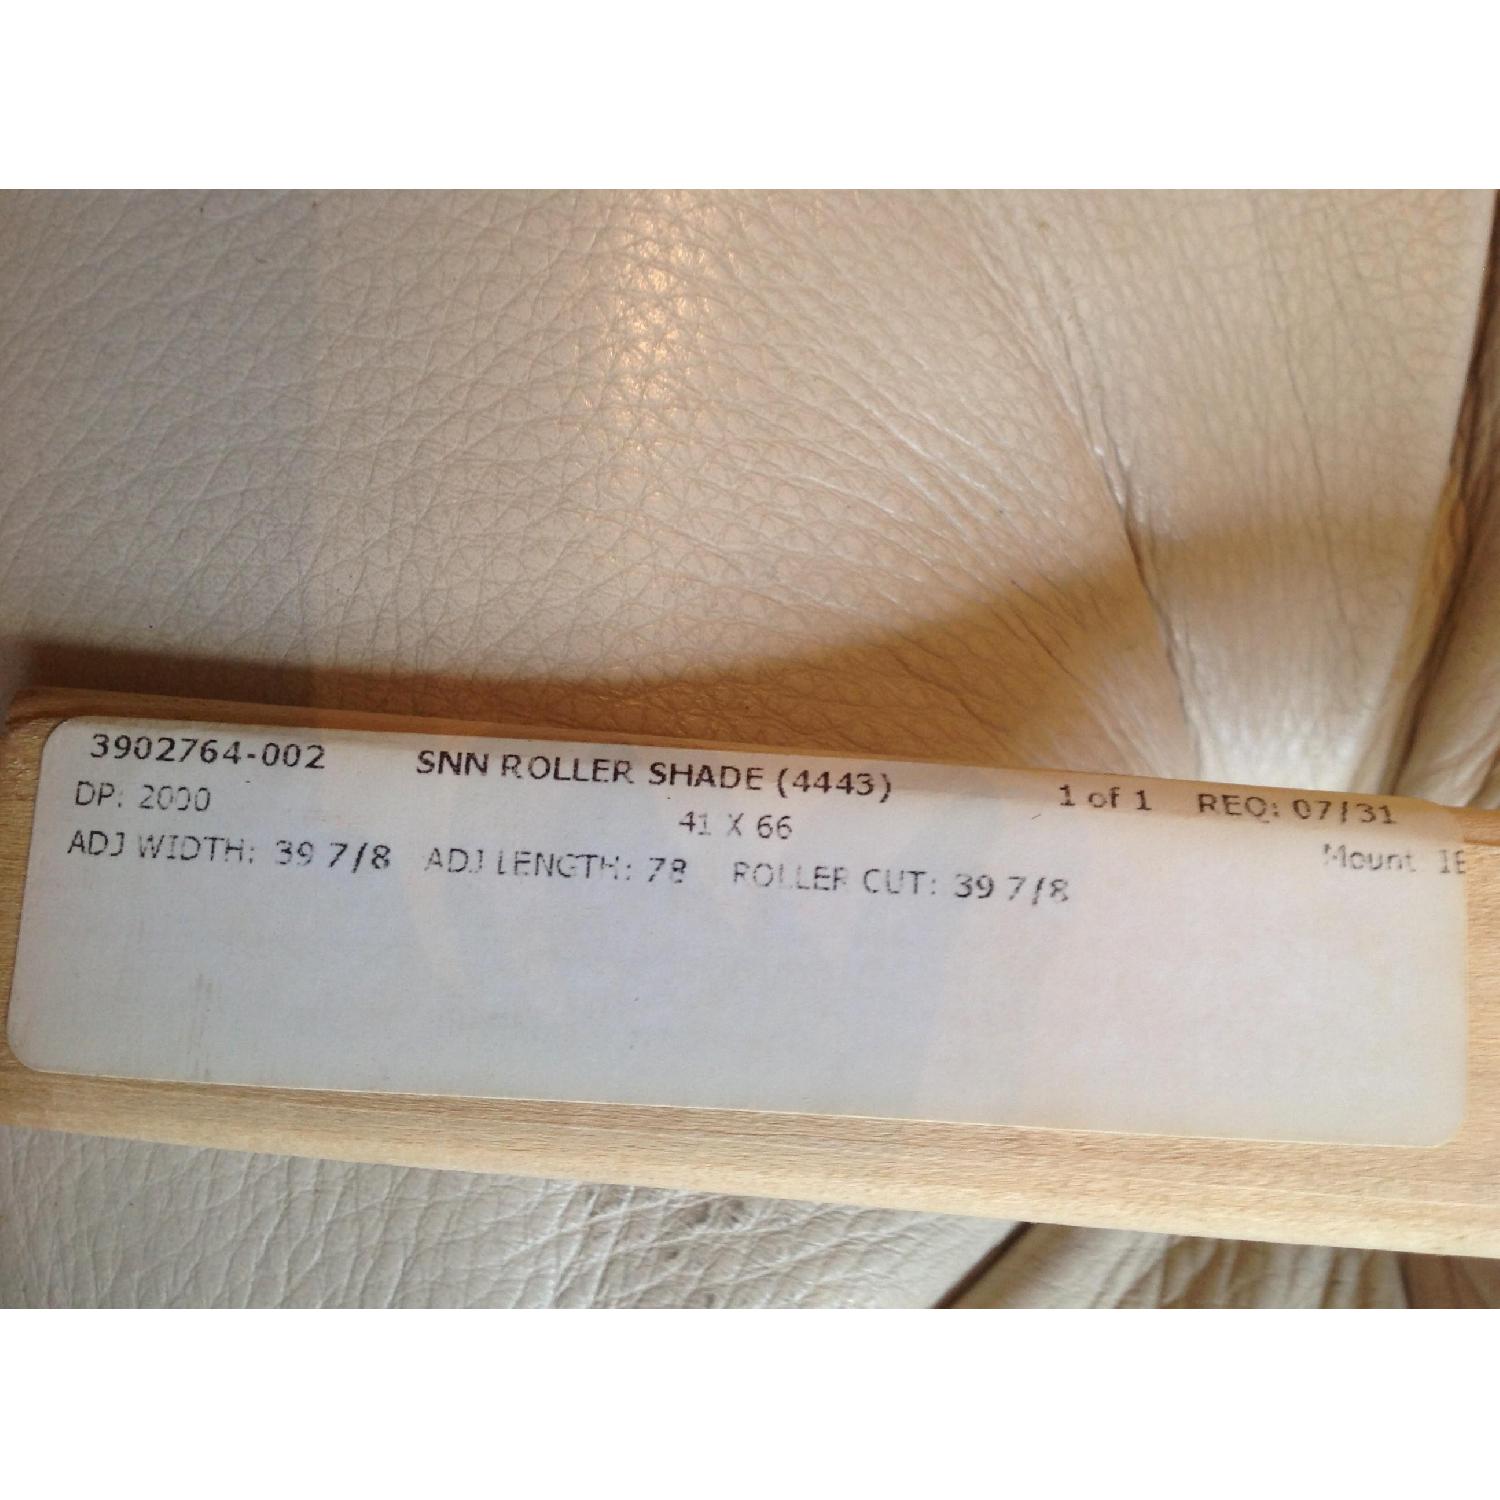 3902764-002 SNN ROLLER SHADE (4443) 1 of 1 REQ: 07/31
DP: 2000 41 X 66 Mount IB
ADJ WIDTH: 39 7/8 ADJ LENGTH: 78 ROLLER CUT: 39 7/8